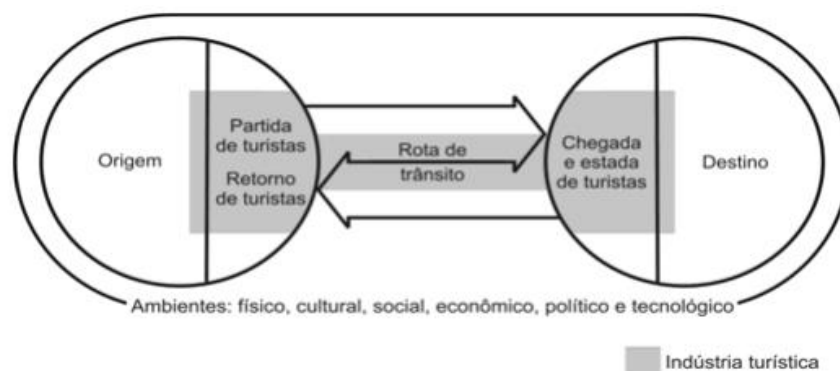 Origem
Partida
de turistas
Retorno
de turistas
Rota de
trânsito
Chegada
e estada
de turistas
Destino
Ambientes: físico, cultural, social, econômico, político e tecnológico
Indústria turística